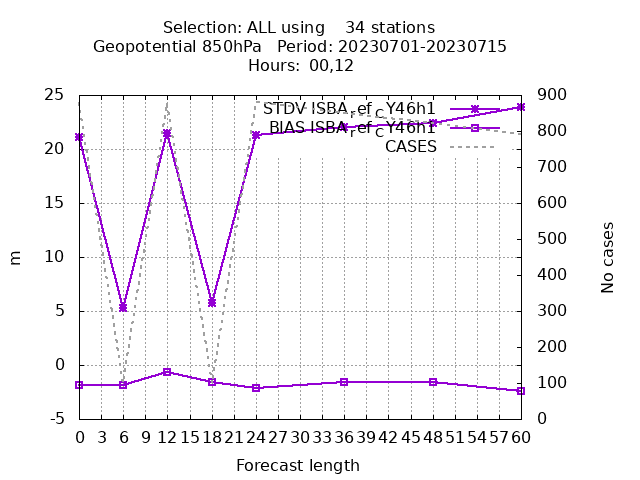 Selection: ALL using 34 stations
Geopotential 850hPa Period: 20230701-20230715
Hours: 00,12
25
20
15
10
5
0
-5
m
STDV ISBA_ref_CY46h1
BIAS ISBA_ref_CY46h1
CASES
900
800
700
600
500
400
300
200
100
0
No cases
0 3 6 9 12 15 18 21 24 27 30 33 36 39 42 45 48 51 54 57 60
Forecast length